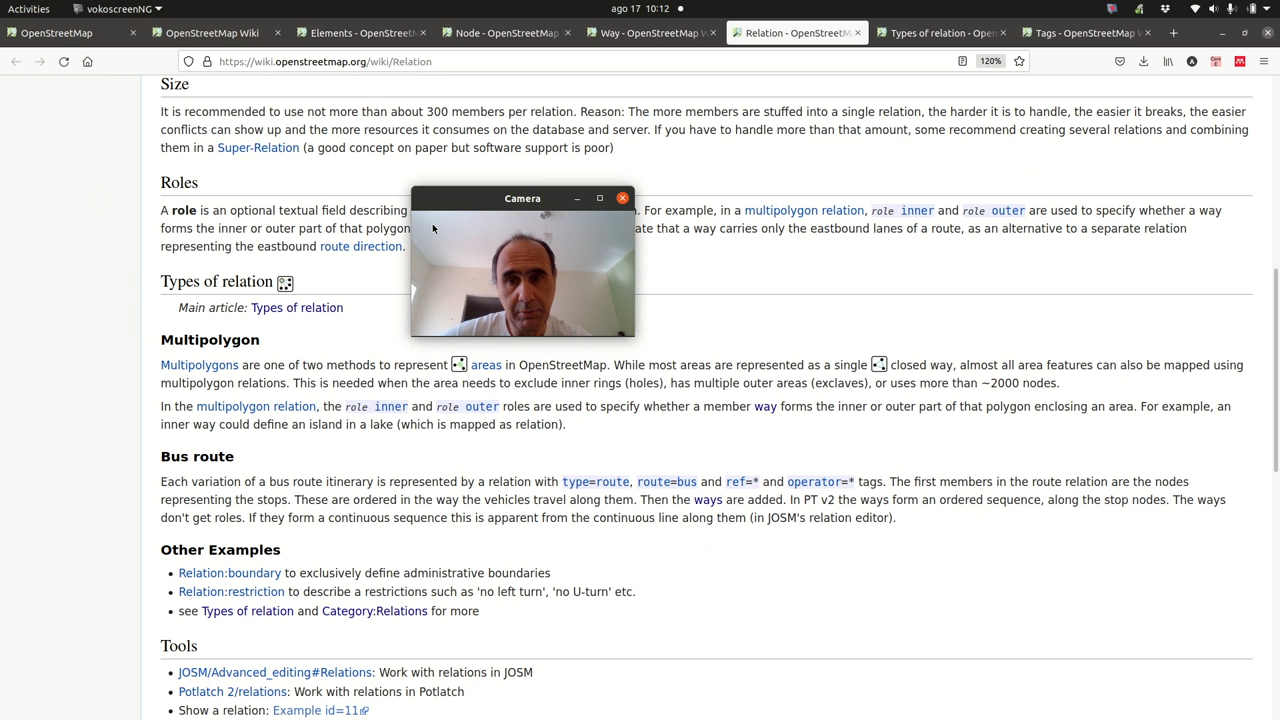 Activities vokoscreenNG ago 17 10:12
OpenStreetMap OpenStreetMap Wiki Elements - OpenStreetM Node - OpenStreetMap Way - OpenStreetMap W Relation - OpenStreetM Types of relation - Open Tags - OpenStreetMap W
https://wiki.openstreetmap.org/wiki/Relation 120%
Size
It is recommended to use not more than about 300 members per relation. Reason: The more members are stuffed into a single relation, the harder it is to handle, the easier it breaks, the easier
conflicts can show up and the more resources it consumes on the database and server. If you have to handle more than that amount, some recommend creating several relations and combining
them in a Super-Relation (a good concept on paper but software support is poor)
Roles
Camera
A role is an optional textual field describing . For example, in a multipolygon relation, role inner and role outer are used to specify whether a way
forms the inner or outer part of that polygon ate that a way carries only the eastbound lanes of a route, as an alternative to a separate relation
representing the eastbound route direction.
Types of relation
Main article: Types of relation
Multipolygon
Multipolygons are one of two methods to represent areas in OpenStreetMap. While most areas are represented as a single closed way, almost all area features can also be mapped using
multipolygon relations. This is needed when the area needs to exclude inner rings (holes), has multiple outer areas (exclaves), or uses more than ~2000 nodes.
In the multipolygon relation, the role inner and role outer roles are used to specify whether a member way forms the inner or outer part of that polygon enclosing an area. For example, an
inner way could define an island in a lake (which is mapped as relation).
Bus route
Each variation of a bus route itinerary is represented by a relation with type=route, route=bus and ref=* and operator=* tags. The first members in the route relation are the nodes
representing the stops. These are ordered in the way the vehicles travel along them. Then the ways are added. In PT v2 the ways form an ordered sequence, along the stop nodes. The ways
don't get roles. If they form a continuous sequence this is apparent from the continuous line along them (in JOSM's relation editor).
Other Examples
• Relation:boundary to exclusively define administrative boundaries
• Relation:restriction to describe a restrictions such as 'no left turn', 'no U-turn' etc.
• see Types of relation and Category:Relations for more
Tools
• JOSM/Advanced_editing#Relations: Work with relations in JOSM
• Potlatch 2/relations: Work with relations in Potlatch
• Show a relation: Example id=11